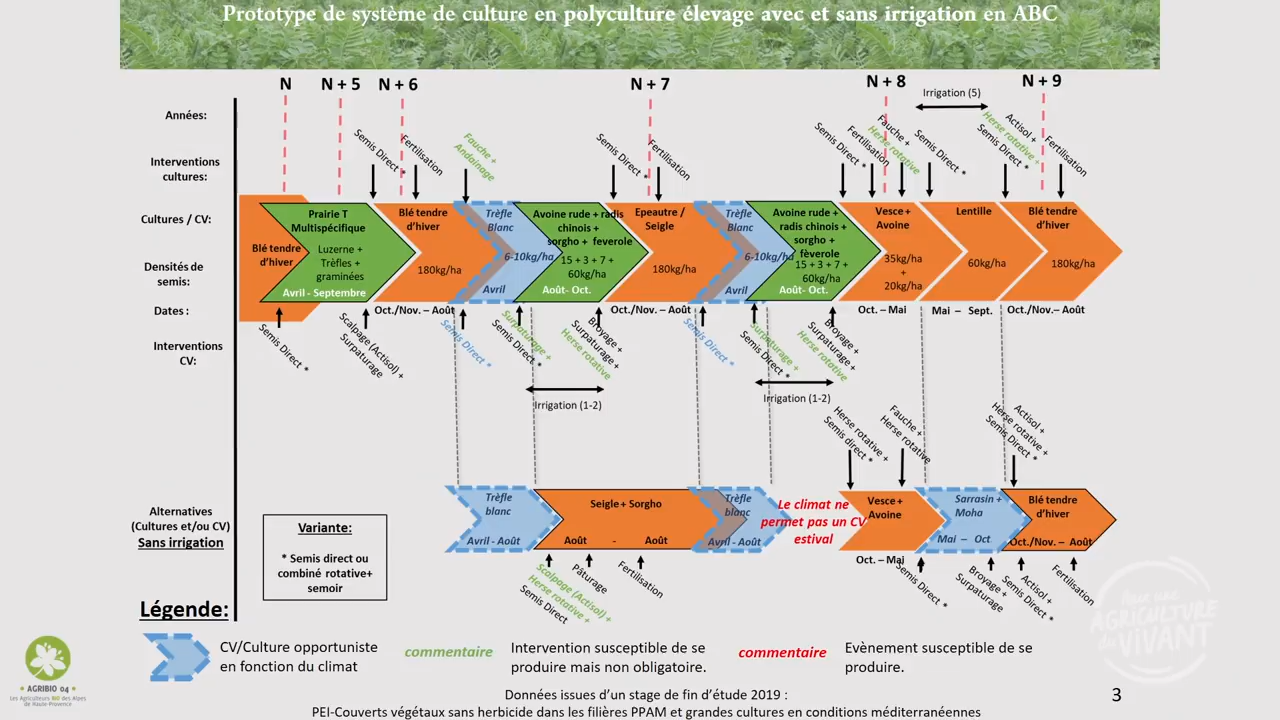 Prototype de système de culture en polyculture élevage avec et sans irrigation en ABC
N
N + 5
N + 6
N + 7
N + 8
N + 9
Années:
Irrigation (5)
Interventions
cultures:
Semis Direct *
Fertilisation
Fauche +
Andainage
Semis Direct *
Fertilisation
Semis Direct *
Fertilisation
Fauche +
Herse rotative
Semis Direct *
Actisol +
Herse rotative +
Semis Direct *
Fertilisation
Cultures / CV:
Densités de
semis:
Dates :
Blé tendre
d'hiver
Prairie T
Multispécifique
Luzerne +
Trèfles +
graminées
Avril - Septembre
Blé tendre
d'hiver
180kg/ha
Oct./Nov. – Août
Trèfle
Blanc
6-10kg/ha
Avril
Avoine rude + radis
chinois +
sorgho + feverole
15 + 3 + 7 +
60kg/ha
Août- Oct.
Epeautre /
Seigle
180kg/ha
Oct./Nov. – Août
Trèfle
Blanc
6-10kg/ha
Avril
Avoine rude +
radis chinois +
sorgho +
fèverole
15 + 3 + 7 +
60kg/ha
Août- Oct.
Vesce +
Avoine
35kg/ha
+
20kg/ha
Oct. – Mai
Lentille
60kg/ha
Mai – Sept.
Blé tendre
d'hiver
180kg/ha
Oct./Nov.– Août
Interventions
CV:
Semis Direct *
Scalpage (Actisol) +
Surpaturage
Semis Direct *
Surpaturage +
Semis Direct *
Broyage +
Surpaturage +
Herse rotative
Semis Direct *
Surpaturage +
Semis Direct *
Broyage +
Surpaturage +
Herse rotative
Irrigation (1-2)
Irrigation (1-2)
Herse rotative +
Semis direct *
Fauche +
Herse rotative
Actisol +
Herse rotative +
Semis Direct *
Alternatives
(Cultures et/ou CV)
Sans irrigation
Variante:
* Semis direct ou
combiné rotative+
semoir
Trèfle
blanc
Avril - Août
Seigle + Sorgho
Août - Août
Trèfle
blanc
Avril - Août
Le climat ne
permet pas un CV
estival
Vesce +
Avoine
Oct. – Mai
Sarrasin +
Moha
Mai – Oct
Blé tendre
d'hiver
Oct./Nov. – Août
Scalpage (Actisol) +
Herse rotative +
Semis Direct
Pâturage
Fertilisation
Semis Direct *
Broyage +
Surpaturage
Actisol +
Semis Direct *
Fertilisation
Légende:
CV/Culture opportuniste
en fonction du climat
commentaire
Intervention susceptible de se
produire mais non obligatoire.
commentaire
Evènement susceptible de se
produire.
• AGRIBIO 04 •
Les Agriculteurs BIO des Alpes
de Haute-Provence
Données issues d'un stage de fin d'étude 2019 :
PEI-Couverts végétaux sans herbicide dans les filières PPAM et grandes cultures en conditions méditerranéennes
3
Pour une
AGRICULTURE
du VIVANT